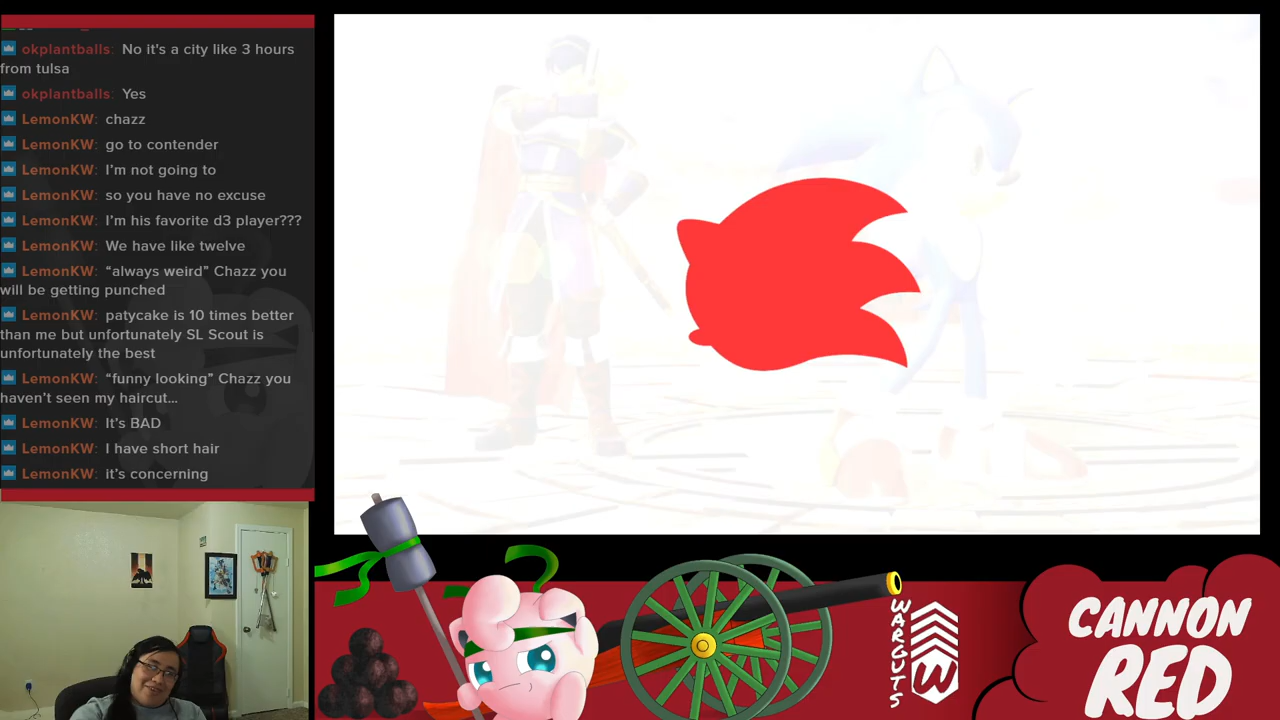 okplantballs: No it's a city like 3 hours
from tulsa
okplantballs: Yes
LemonKW: chazz
LemonKW: go to contender
LemonKW: I'm not going to
LemonKW: so you have no excuse
LemonKW: I'm his favorite d3 player???
LemonKW: We have like twelve
LemonKW: “always weird” Chazz you
will be getting punched
LemonKW: patycake is 10 times better
than me but unfortunately SL Scout is
unfortunately the best
LemonKW: “funny looking” Chazz you
haven't seen my haircut...
LemonKW: It's BAD
LemonKW: I have short hair
LemonKW: it's concerning
WARGUTS
W
CANNON
RED